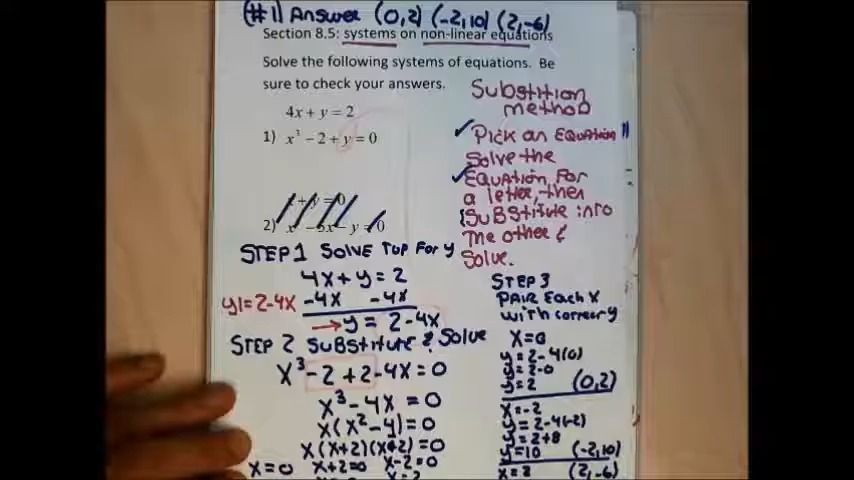 (#1) Answer (0,2) (-2,10) (2,-6)
Section 8.5: systems on non-linear equations
Solve the following systems of equations. Be
sure to check your answers.
4x + y = 2
1) x³ - 2 + y = 0
2)
Substition
method
✓ Pick an Equation
Solve the
✓ Equation For
a letter, then
Substitute into
the other &
Solve.
STEP 1 Solve Top For y
4x + y = 2
y1 = 2-4x -4x -4x
→ y = 2-4x
STEP 2 Substitute & Solve
x³ -2 + 2 -4x = 0
x³ - 4x = 0
x(x² - 4) = 0
x(x+2)(x+2) = 0
x=0 x+2=0 x-2=0
STEP 3
Pair Each x
with correct y
x=0
y=2-4(0)
y=2-0
y=2 (0,2)
x=-2
y=2-4(-2)
y=2+8
y=10 (-2,10)
x=2 (2,-6)